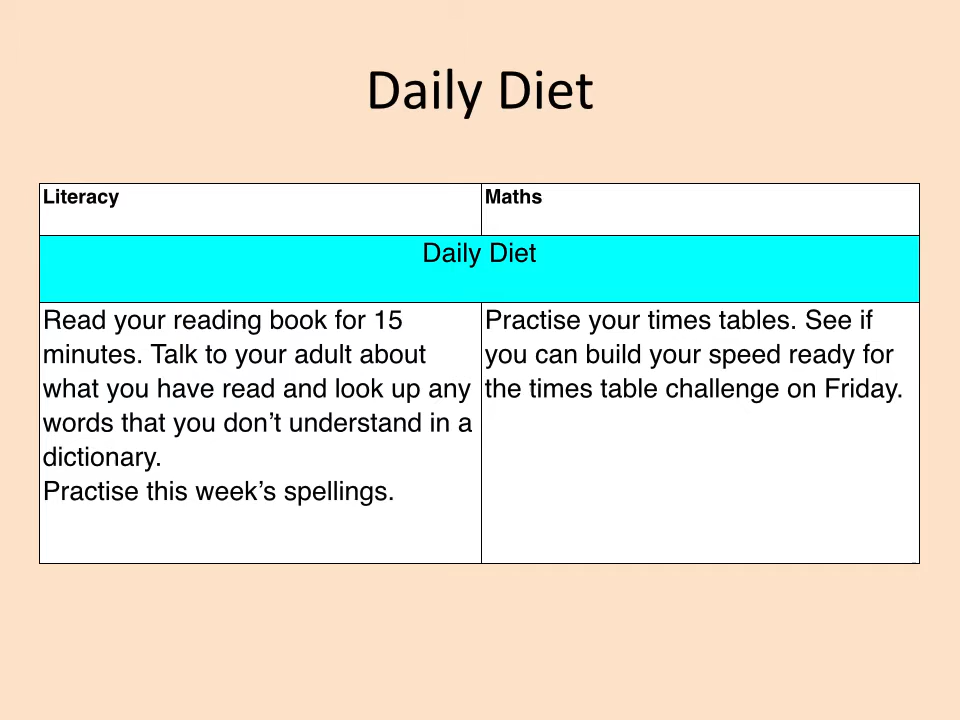 Daily Diet
Literacy
Maths
Daily Diet
Read your reading book for 15
minutes. Talk to your adult about
what you have read and look up any
words that you don’t understand in a
dictionary.
Practise this week’s spellings.
Practise your times tables. See if
you can build your speed ready for
the times table challenge on Friday.